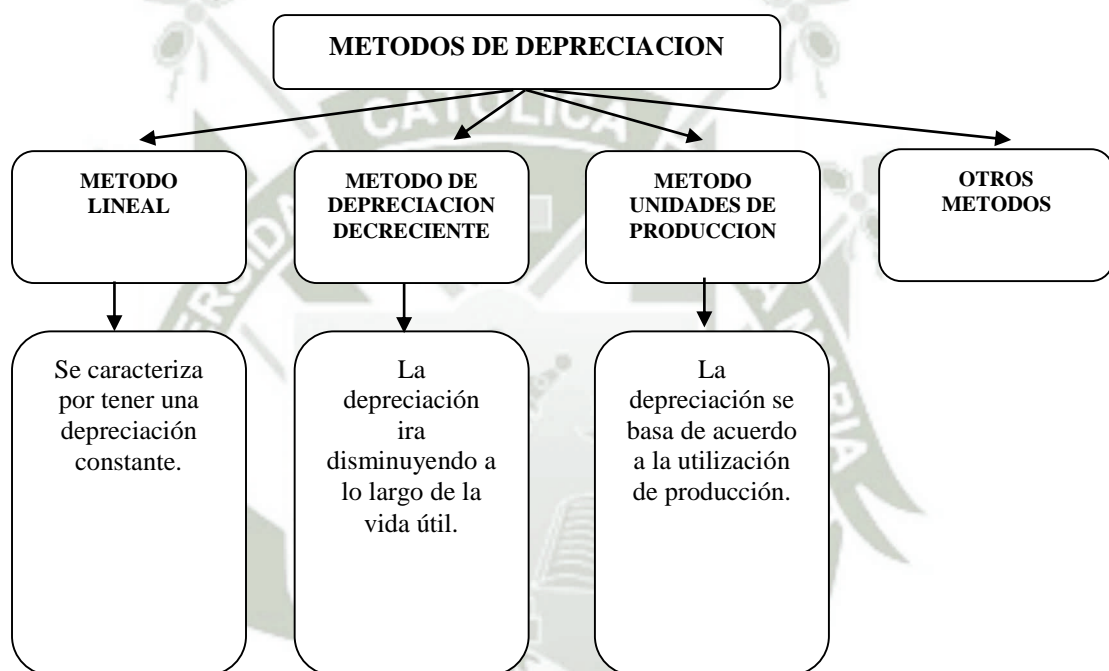 METODOS DE DEPRECIACION
CATOLICA
METODO
LINEAL
METODO DE
DEPRECIACION
DECRECIENTE
METODO
UNIDADES DE
PRODUCCION
OTROS
METODOS
Se caracteriza
por tener una
depreciación
constante.
La
depreciación
ira
disminuyendo a
lo largo de la
vida útil.
La
depreciación se
basa de acuerdo
a la utilización
de producción.